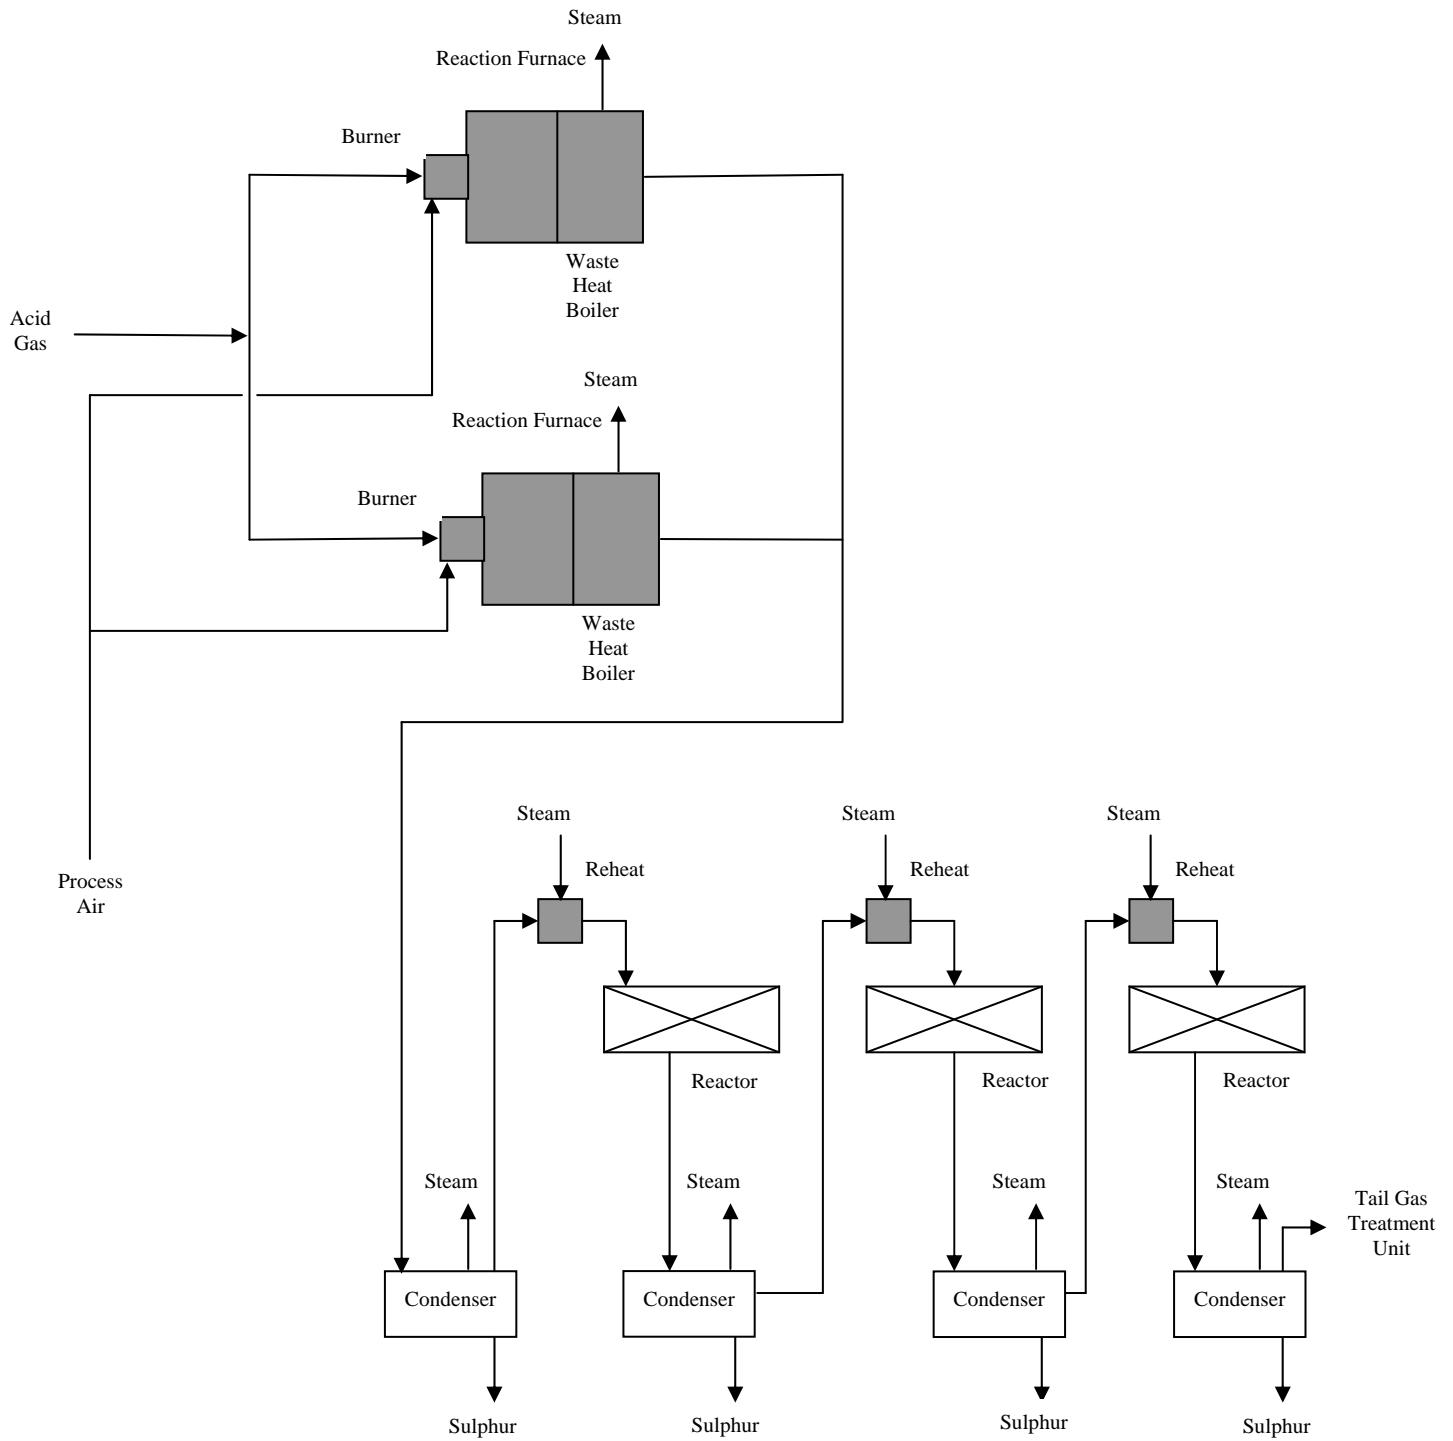 Steam
Reaction Furnace
Burner
Waste
Heat
Boiler
Acid
Gas
Steam
Reaction Furnace
Burner
Waste
Heat
Boiler
Process
Air
Steam
Steam
Steam
Reheat
Reheat
Reheat
Reactor
Reactor
Reactor
Steam
Steam
Steam
Steam
Tail Gas
Treatment
Unit
Condenser
Condenser
Condenser
Condenser
Sulphur
Sulphur
Sulphur
Sulphur